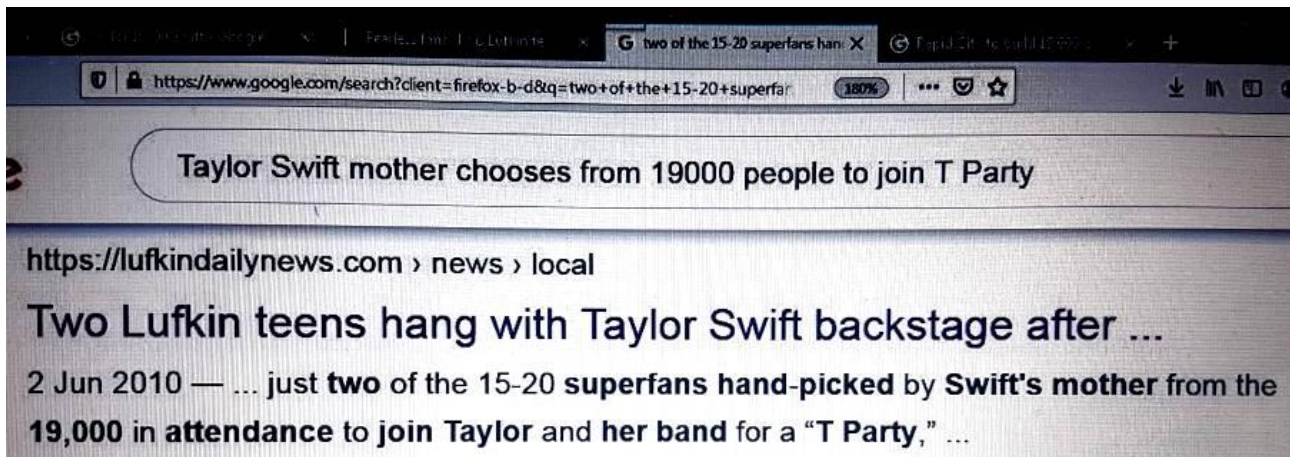 two of the 15-20 superfans han
https://www.google.com/search?client=firefox-b-d&q=two+of+the+15-20+superfar
180%
e
Taylor Swift mother chooses from 19000 people to join T Party
https://lufkindailynews.com › news › local
Two Lufkin teens hang with Taylor Swift backstage after ...
2 Jun 2010 — ... just two of the 15-20 superfans hand-picked by Swift's mother from the
19,000 in attendance to join Taylor and her band for a “T Party,” ...